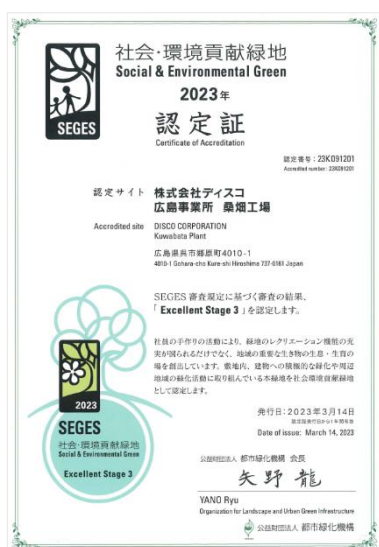 社会・環境貢献緑地
Social & Environmental Green
2023年
認定証
Certificate of Accreditation
SEGES
認定番号：23K091201
Accredited number: 23K091201
認定サイト 株式会社ディスコ
広島事業所 桑畑工場
Accredited site DISCO CORPORATION
Kuwabata Plant
広島県呉市郷原町4010-1
4010-1 Gohara-cho Kure-shi Hiroshima 737-0161 Japan
SEGES 審査規定に基づく審査の結果、
「Excellent Stage 3」を認定します。
社員の手作りの活動により、緑地のレクリエーション機能の充
実が図られるだけでなく、地域の重要な生き物の生息・生育の
場を創出しています。敷地内、建物への積極的な緑化や周辺
地域の緑化活動に取り組んでいる本緑地を社会環境貢献緑地
として認定します。
2023
SEGES
社会・環境貢献緑地
Social & Environmental Green
Excellent Stage 3
発行日：2023年3月14日
Date of issue: March 14, 2023
公益財団法人 都市緑化機構 会長
矢野 龍
YANO Ryu
Organization for Landscape and Urban Green Infrastructure
公益財団法人 都市緑化機構